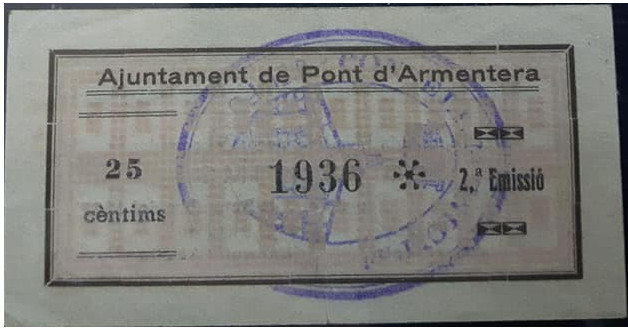 Ajuntament de Pont d'Armentera
25
cèntims
1936
2,ª Emissió